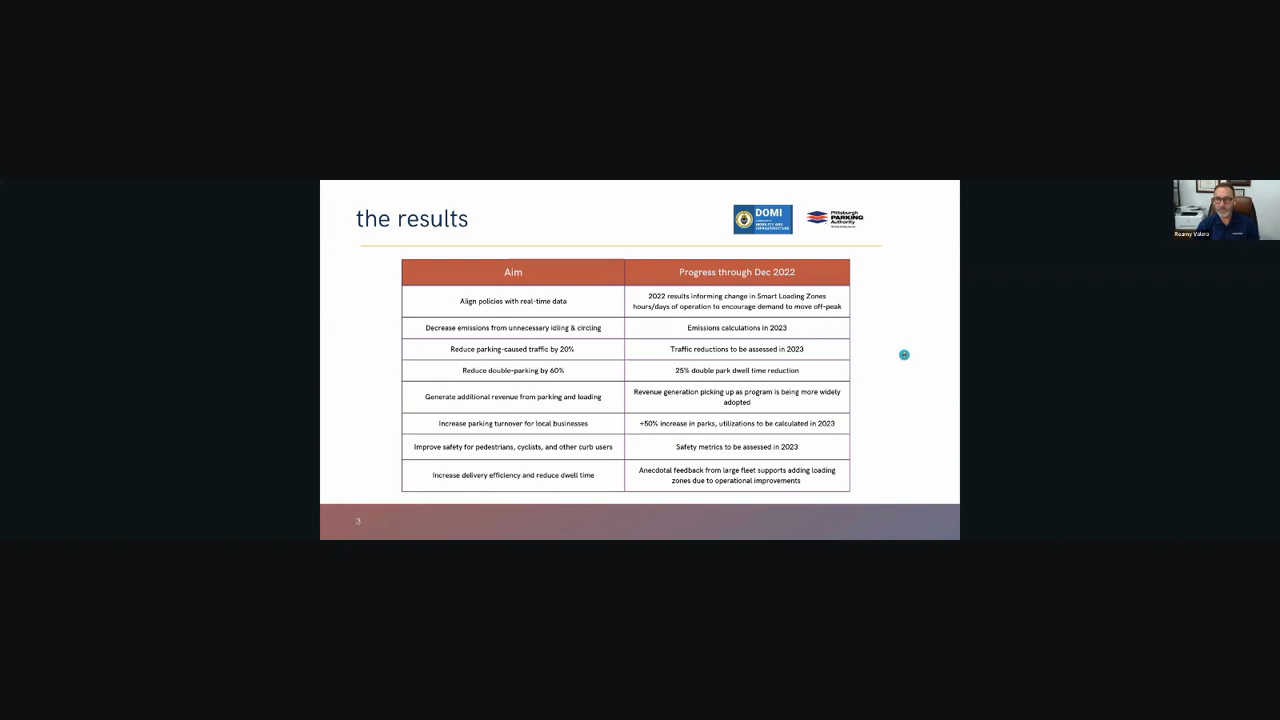 the results
DOMI
MOBILITY AND
INFRASTRUCTURE
Pittsburgh
PARKING
Authority
Roamy Valera
Aim
Progress through Dec 2022
Align policies with real-time data
2022 results informing change in Smart Loading Zones
hours/days of operation to encourage demand to move off-peak
Decrease emissions from unnecessary idling & circling
Emissions calculations in 2023
Reduce parking-caused traffic by 20%
Traffic reductions to be assessed in 2023
Reduce double-parking by 60%
25% double park dwell time reduction
Generate additional revenue from parking and loading
Revenue generation picking up as program is being more widely
adopted
Increase parking turnover for local businesses
+50% increase in parks, utilizations to be calculated in 2023
Improve safety for pedestrians, cyclists, and other curb users
Safety metrics to be assessed in 2023
Increase delivery efficiency and reduce dwell time
Anecdotal feedback from large fleet supports adding loading
zones due to operational improvements
3